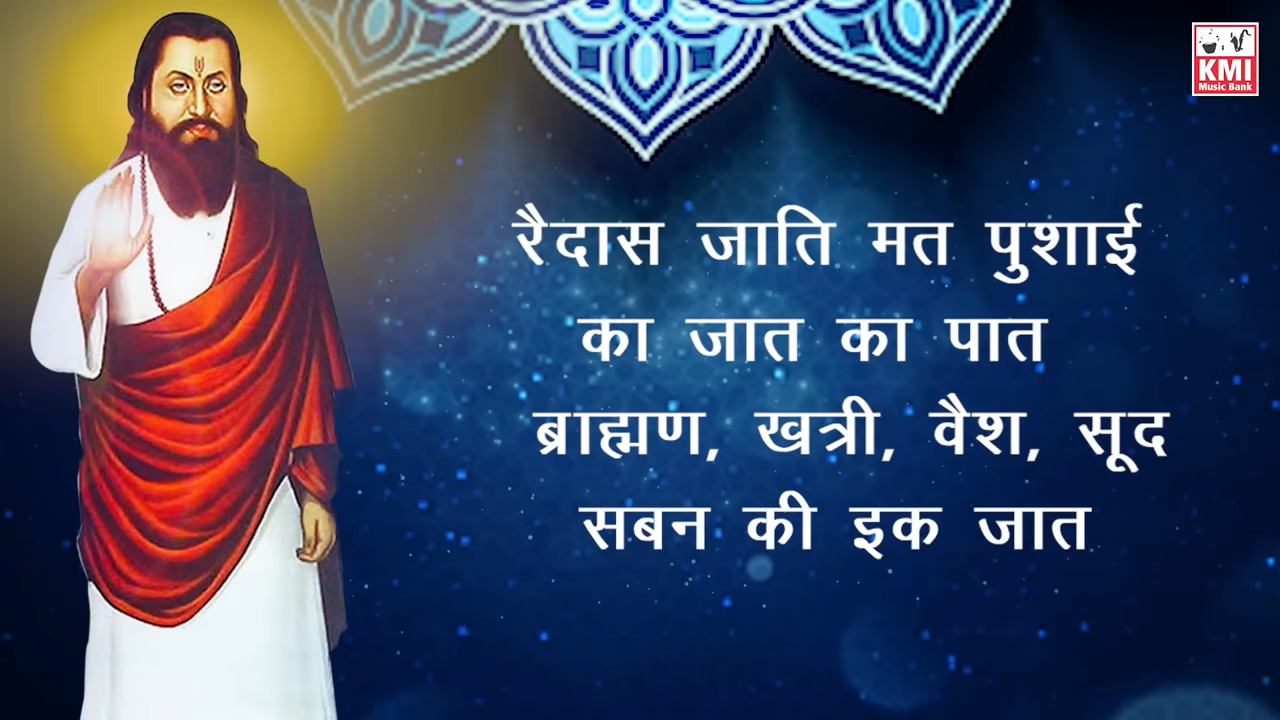 KMI
Music Bank
रैदास जाति मत पुशाई
का जात का पात
ब्राह्मण, खत्री, वैश, सूद
सबन की इक जात